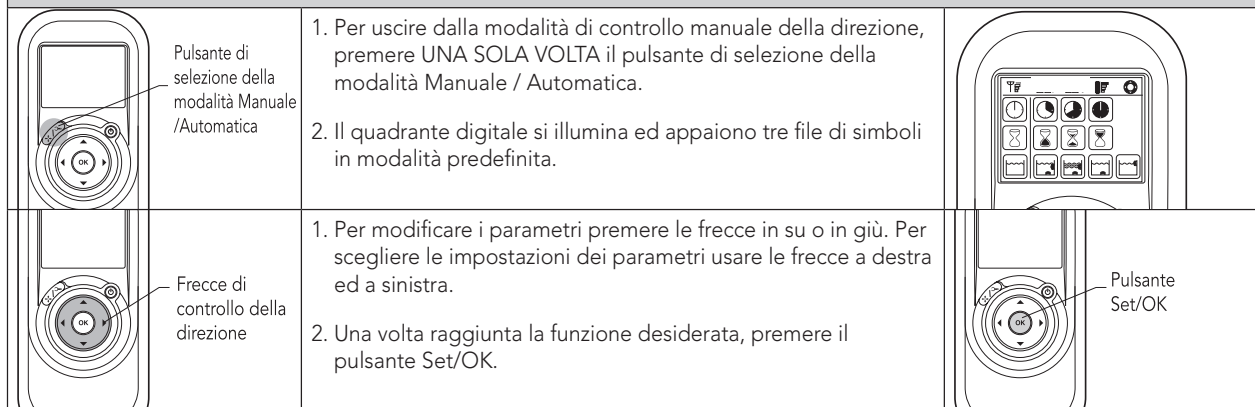 Pulsante di
selezione della
modalità Manuale
/Automatica
OK
1. Per uscire dalla modalità di controllo manuale della direzione,
premere UNA SOLA VOLTA il pulsante di selezione della
modalità Manuale / Automatica.
2. Il quadrante digitale si illumina ed appaiono tre file di simboli
in modalità predefinita.
Frecce di
controllo della
direzione
OK
1. Per modificare i parametri premere le frecce in su o in giù. Per
scegliere le impostazioni dei parametri usare le frecce a destra
ed a sinistra.
2. Una volta raggiunta la funzione desiderata, premere il
pulsante Set/OK.
Pulsante
Set/OK
OK